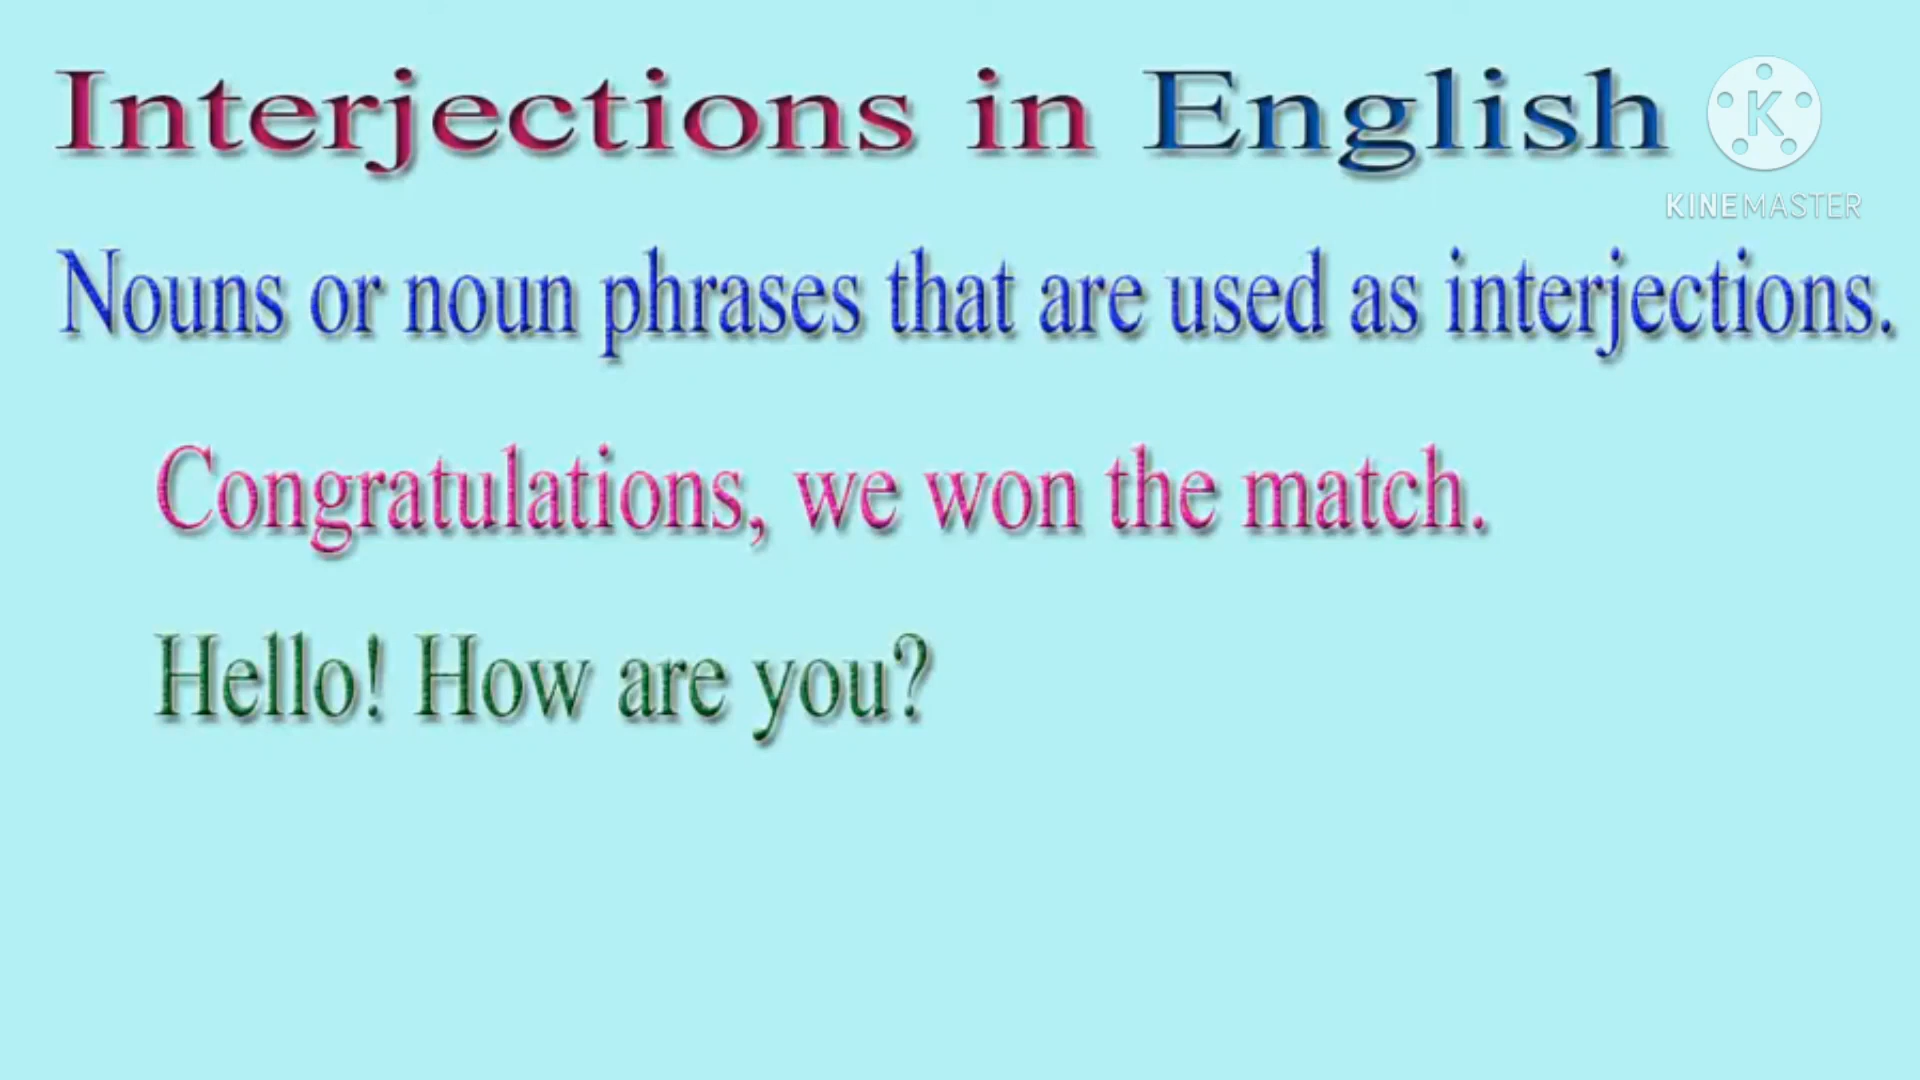 Interjections in English
K
KINEMASTER
Nouns or noun phrases that are used as interjections.
Congratulations, we won the match.
Hello! How are you?